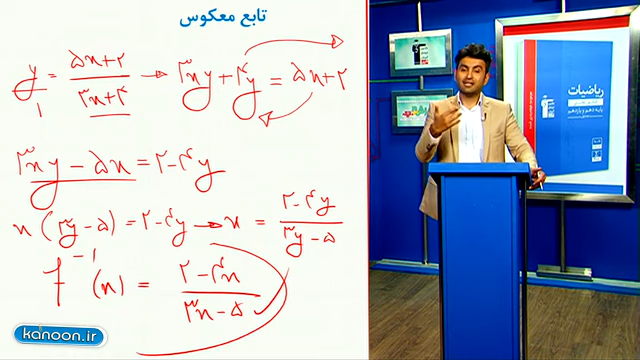 تابع معکوس
y/۱ = (۵x+۲)/(۳x+۴) → ۳xy+۴y = ۵x+۲
۳xy − ۵x = ۲−۴y
x(۳y−۵) = ۲−۴y → x = (۲−۴y)/(۳y−۵)
f⁻¹(x) = (۲−۴x)/(۳x−۵)
kanoon.ir
ریاضیات